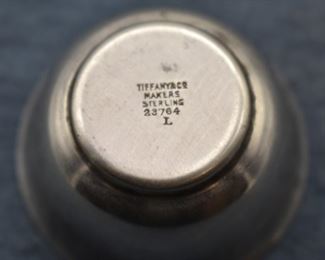 TIFFANY & CO
MAKERS
STERLING
23764
L